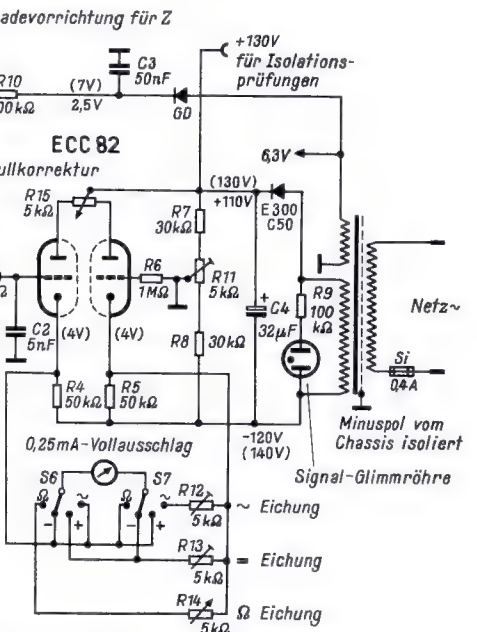 adevorrichtung für Z
+130V
für Isolations-
prüfungen
C3
50nF
R10
00kΩ
(7V)
2,5V
GD
ECC 82
ullkorrektur
6,3V
R15
5kΩ
R7
30kΩ
(130V)
+110V
E300
C50
R6
1MΩ
R11
5kΩ
R9
100
kΩ
Netz~
Ω
C2
5nF
(4V)
(4V)
R8
30kΩ
+
C4
32µF
Si
0,4A
R4
50kΩ
R5
50kΩ
-120V
(140V)
Minuspol vom
Chassis isoliert
0,25mA-Vollausschlag
Signal-Glimmröhre
S6
S7
Ω
~
Ω
~
-
+
-
+
R12
5kΩ
~ Eichung
R13
5kΩ
= Eichung
R14
5kΩ
Ω Eichung